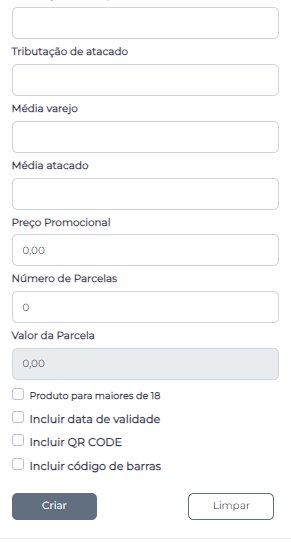 Tributação de atacado
Média varejo
Média atacado
Preço Promocional
0,00
Número de Parcelas
0
Valor da Parcela
0,00
Produto para maiores de 18
Incluir data de validade
Incluir QR CODE
Incluir código de barras
Criar
Limpar